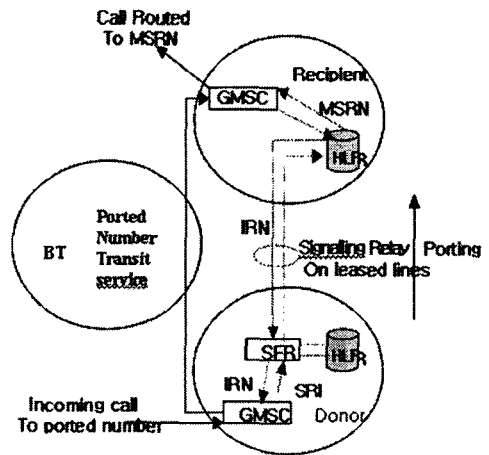 Call Routed
To MSRN
Recipient
GMSC
MSRN
HLR
BT
Ported
Number
Transit
service
IRN
Signalling Relay
On leased lines
Porting
SFR
HLR
IRN
SRI
GMSC
Donor
Incoming call
To ported number